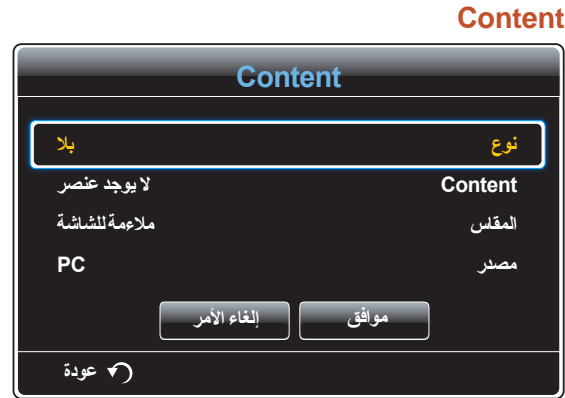 Content
Content
نوع بلا
Content لا يوجد عنصر
المقاس ملاءمة للشاشة
مصدر PC
موافق إلغاء الأمر
عودة